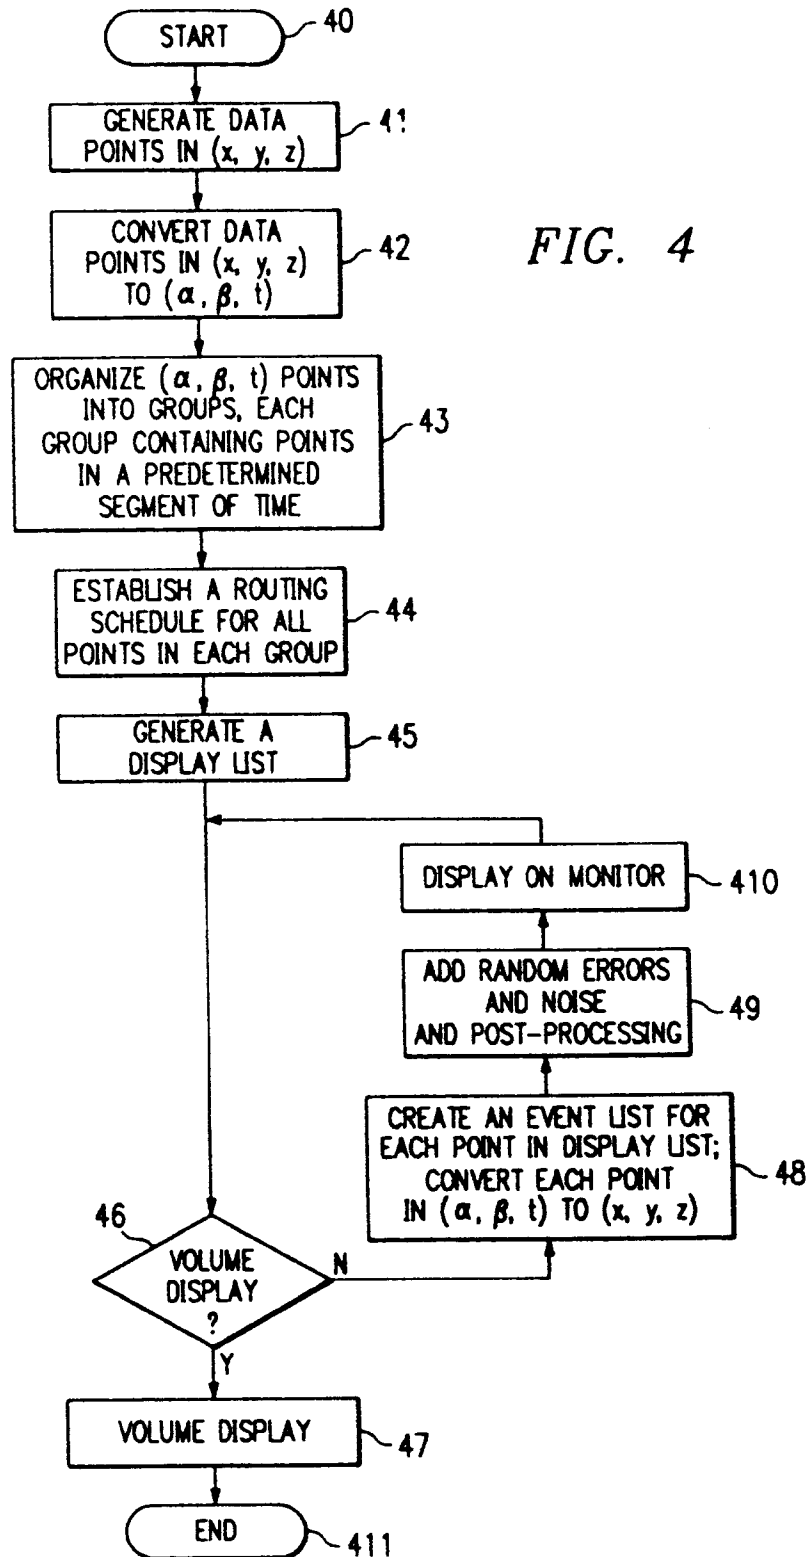 START
40
GENERATE DATA
POINTS IN (x, y, z)
41
CONVERT DATA
POINTS IN (x, y, z)
TO (α, β, t)
42
FIG. 4
ORGANIZE (α, β, t) POINTS
INTO GROUPS, EACH
GROUP CONTAINING POINTS
IN A PREDETERMINED
SEGMENT OF TIME
43
ESTABLISH A ROUTING
SCHEDULE FOR ALL
POINTS IN EACH GROUP
44
GENERATE A
DISPLAY LIST
45
DISPLAY ON MONITOR
410
ADD RANDOM ERRORS
AND NOISE
AND POST-PROCESSING
49
CREATE AN EVENT LIST FOR
EACH POINT IN DISPLAY LIST;
CONVERT EACH POINT
IN (α, β, t) TO (x, y, z)
48
46
VOLUME
DISPLAY
?
N
Y
VOLUME DISPLAY
47
END
411